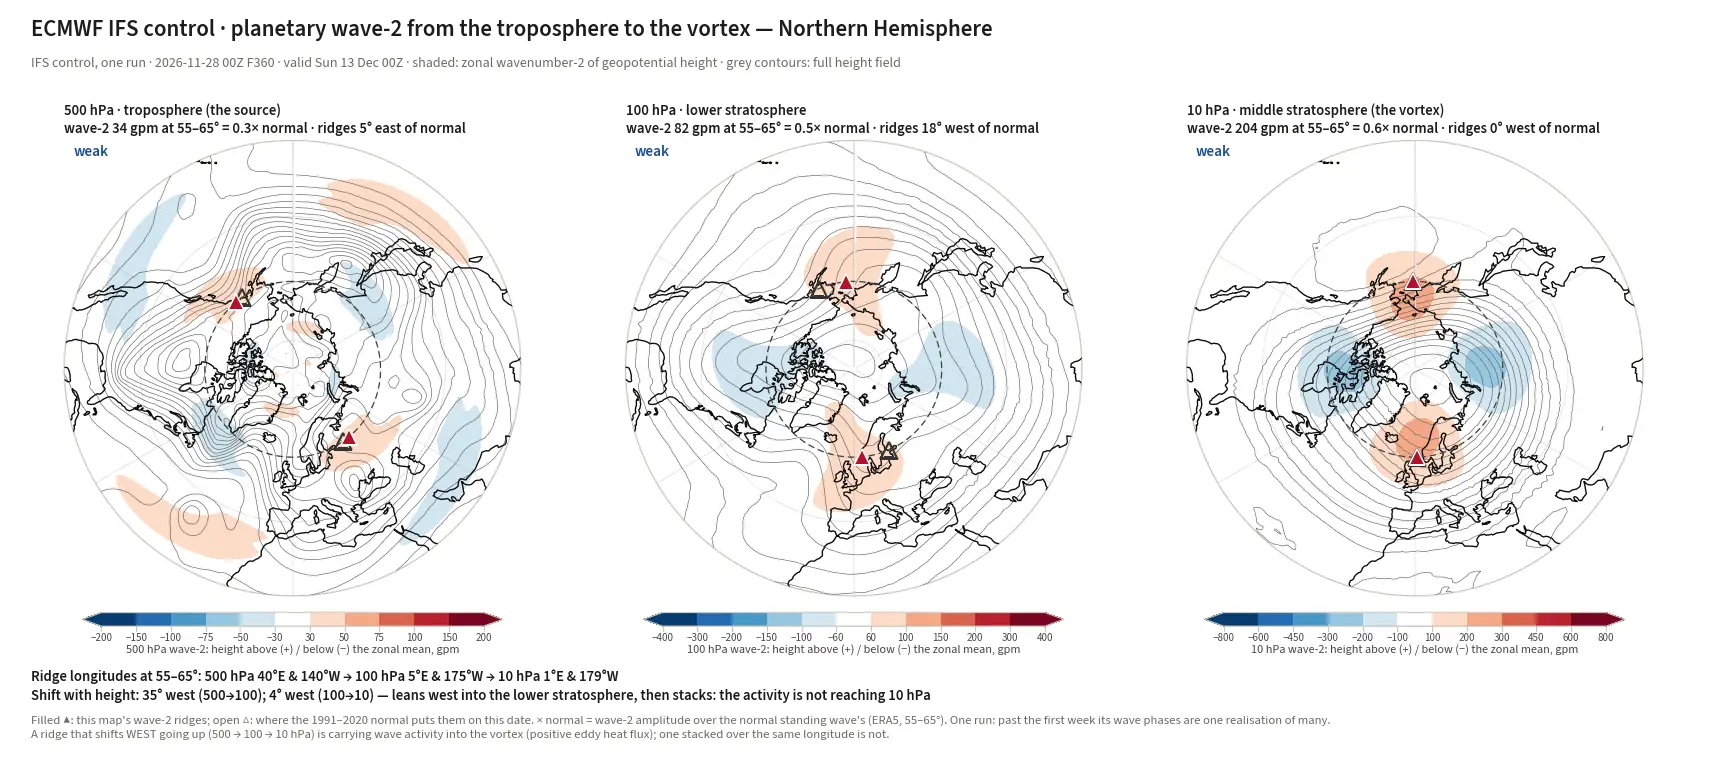 ECMWF IFS control · planetary wave-2 from the troposphere to the vortex — Northern Hemisphere
IFS control, one run · 2026-11-28 00Z F360 · valid Sun 13 Dec 00Z · shaded: zonal wavenumber-2 of geopotential height · grey contours: full height field
500 hPa · troposphere (the source)
wave-2 34 gpm at 55–65° = 0.3× normal · ridges 5° east of normal
weak
100 hPa · lower stratosphere
wave-2 82 gpm at 55–65° = 0.5× normal · ridges 18° west of normal
weak
10 hPa · middle stratosphere (the vortex)
wave-2 204 gpm at 55–65° = 0.6× normal · ridges 0° west of normal
weak
−200 −150 −100 −75 −50 −30 30 50 75 100 150 200
500 hPa wave-2: height above (+) / below (−) the zonal mean, gpm
−400 −300 −200 −150 −100 −60 60 100 150 200 300 400
100 hPa wave-2: height above (+) / below (−) the zonal mean, gpm
−800 −600 −450 −300 −200 −100 100 200 300 450 600 800
10 hPa wave-2: height above (+) / below (−) the zonal mean, gpm
Ridge longitudes at 55–65°: 500 hPa 40°E & 140°W → 100 hPa 5°E & 175°W → 10 hPa 1°E & 179°W
Shift with height: 35° west (500→100); 4° west (100→10) — leans west into the lower stratosphere, then stacks: the activity is not reaching 10 hPa
Filled ▲: this map's wave-2 ridges; open △: where the 1991–2020 normal puts them on this date. × normal = wave-2 amplitude over the normal standing wave's (ERA5, 55–65°). One run: past the first week its wave phases are one realisation of many.
A ridge that shifts WEST going up (500 → 100 → 10 hPa) is carrying wave activity into the vortex (positive eddy heat flux); one stacked over the same longitude is not.